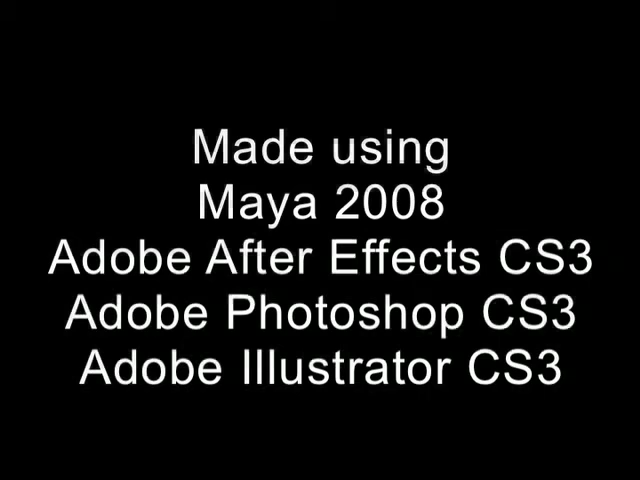 Made using
Maya 2008
Adobe After Effects CS3
Adobe Photoshop CS3
Adobe Illustrator CS3